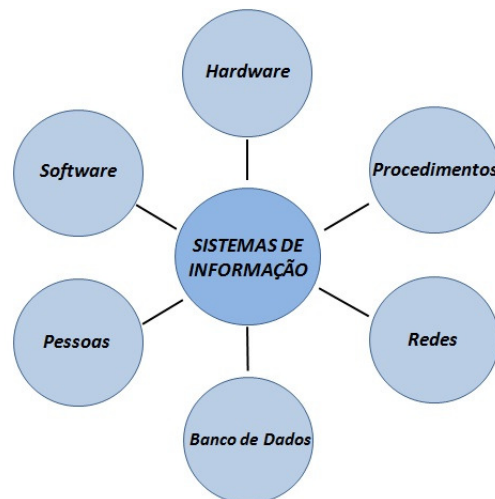 Hardware
Software
Procedimentos
SISTEMAS DE
INFORMAÇÃO
Pessoas
Redes
Banco de Dados